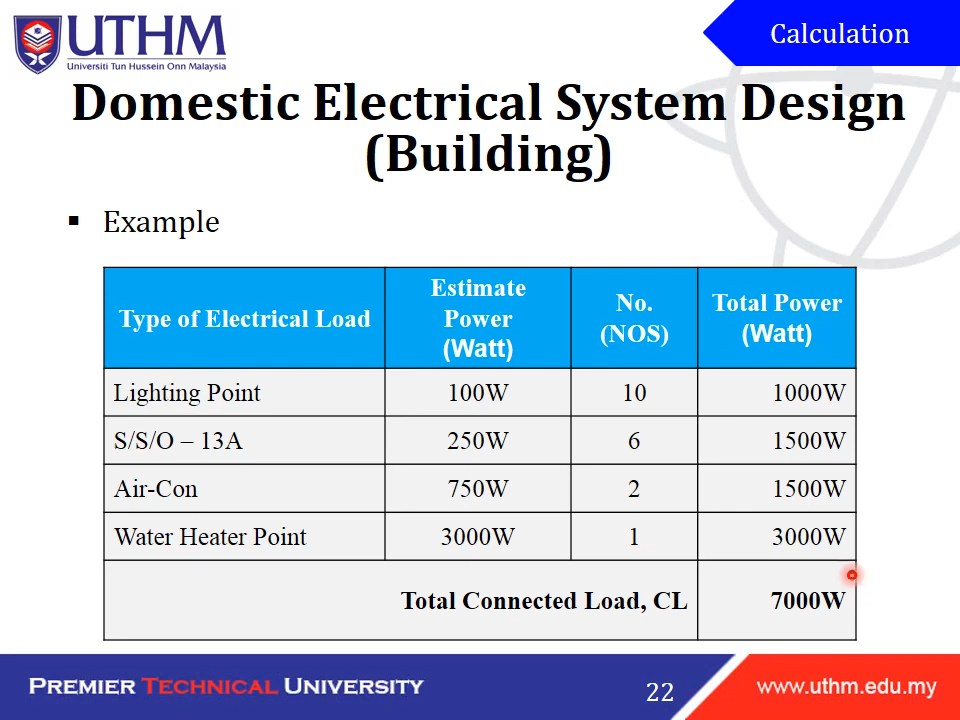 UTHM
Universiti Tun Hussein Onn Malaysia
Calculation
Domestic Electrical System Design
(Building)
▪ Example
Type of Electrical Load
Estimate
Power
(Watt)
No.
(NOS)
Total Power
(Watt)
Lighting Point 100W 10 1000W
S/S/O – 13A 250W 6 1500W
Air-Con 750W 2 1500W
Water Heater Point 3000W 1 3000W
Total Connected Load, CL 7000W
PREMIER TECHNICAL UNIVERSITY
22
www.uthm.edu.my